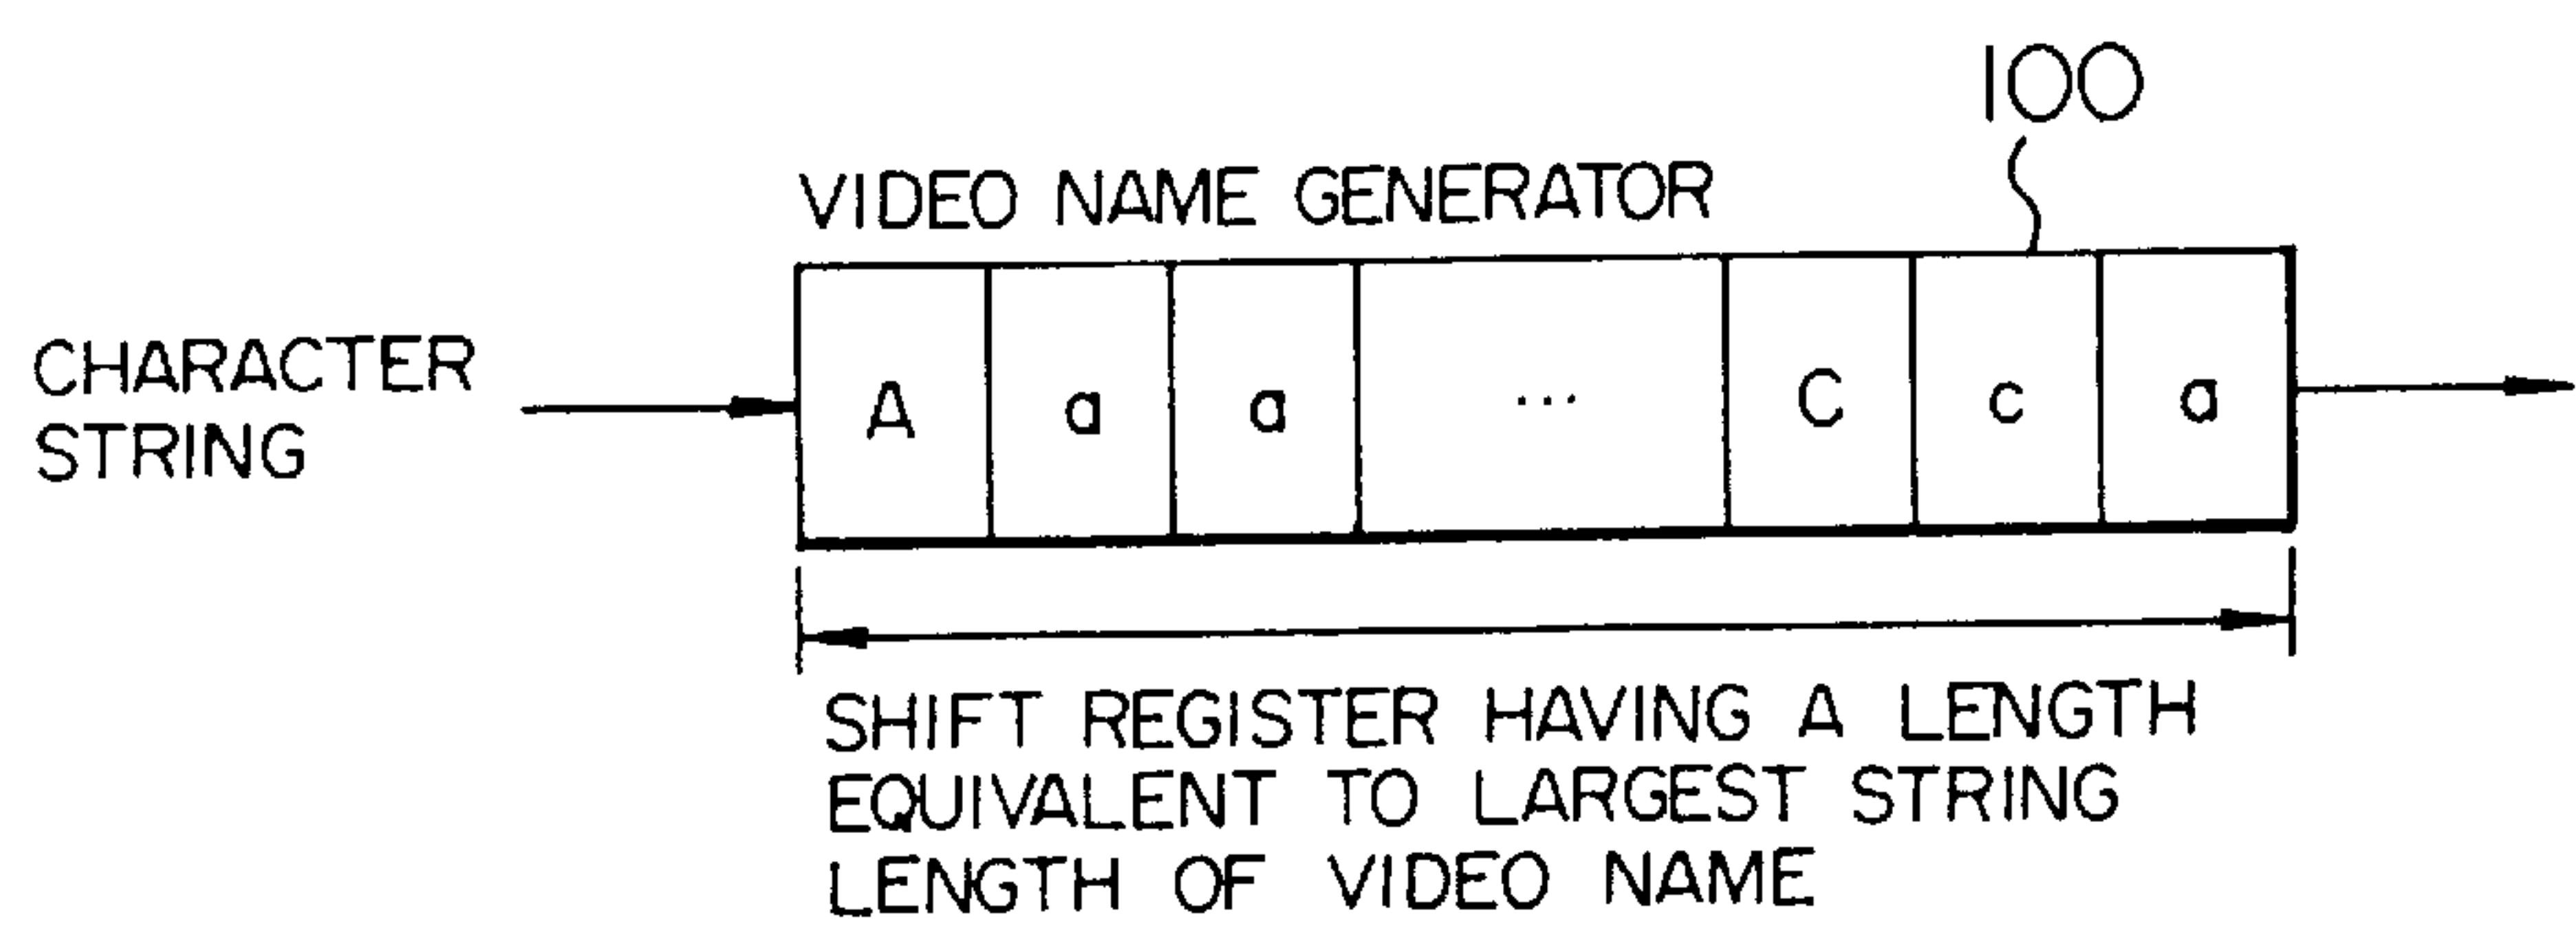 100
VIDEO NAME GENERATOR
CHARACTER
STRING
A a a ... C c a
SHIFT REGISTER HAVING A LENGTH
EQUIVALENT TO LARGEST STRING
LENGTH OF VIDEO NAME